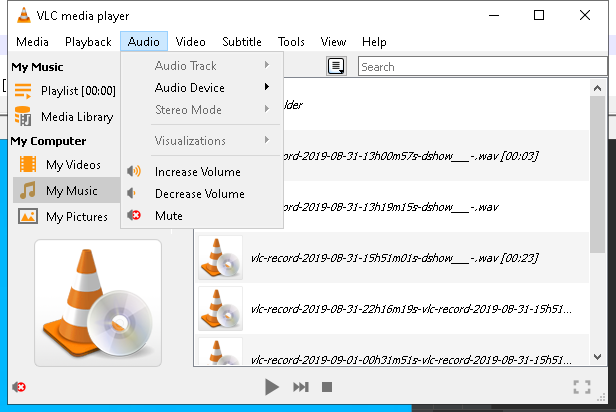 VLC media player
Media Playback Audio Video Subtitle Tools View Help
My Music
Playlist [00:00]
Media Library
My Computer
My Videos
My Music
My Pictures
Audio Track
Audio Device
Stereo Mode
Visualizations
Increase Volume
Decrease Volume
Mute
Search
lder
record-2019-08-31-13h00m57s-dshow___-.wav [00:03]
record-2019-08-31-13h19m15s-dshow___-.wav
vlc-record-2019-08-31-15h51m01s-dshow___-.wav [00:23]
vlc-record-2019-08-31-22h16m19s-vlc-record-2019-08-31-15h51...
vlc-record-2019-09-01-00h31m51s-vlc-record-2019-08-31-15h51...